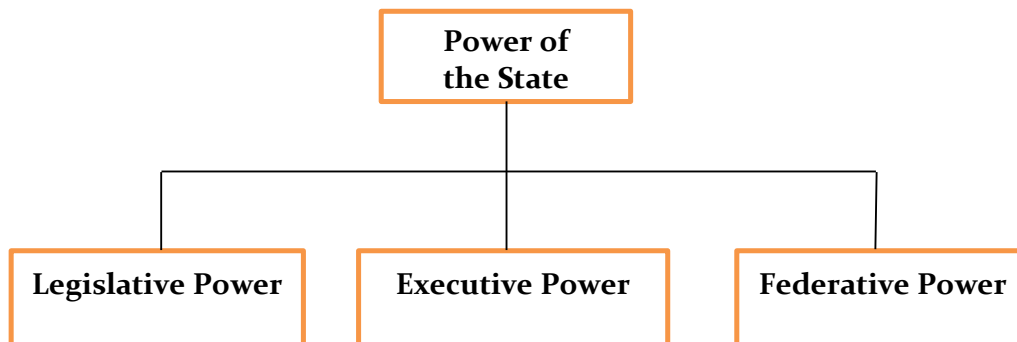 Power of
the State
Legislative Power
Executive Power
Federative Power